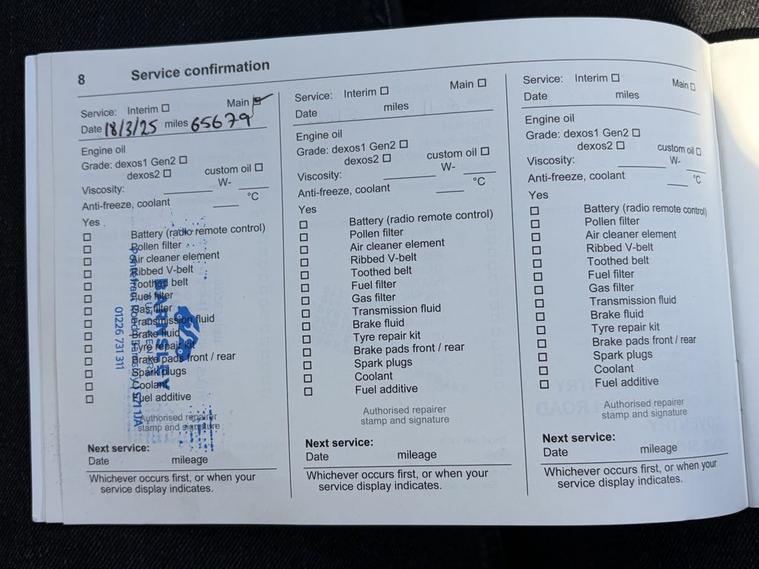 8 Service confirmation
Service: Interim Main
Date 18/3/25 miles 65679
Engine oil
Grade: dexos1 Gen2
dexos2 custom oil
Viscosity: W-
Anti-freeze, coolant °C
Yes
Battery (radio remote control)
Pollen filter
Air cleaner element
Ribbed V-belt
Toothed belt
Fuel filter
Gas filter
Transmission fluid
Brake fluid
Tyre repair kit
Brake pads front / rear
Spark plugs
Coolant
Fuel additive
BARNSLEY
01226 731 311
Authorised repairer
stamp and signature
Next service:
Date mileage
Whichever occurs first, or when your
service display indicates.
Service: Interim Main
Date miles
Engine oil
Grade: dexos1 Gen2
dexos2 custom oil
Viscosity: W-
Anti-freeze, coolant °C
Yes
Battery (radio remote control)
Pollen filter
Air cleaner element
Ribbed V-belt
Toothed belt
Fuel filter
Gas filter
Transmission fluid
Brake fluid
Tyre repair kit
Brake pads front / rear
Spark plugs
Coolant
Fuel additive
Authorised repairer
stamp and signature
Next service:
Date mileage
Whichever occurs first, or when your
service display indicates.
Service: Interim Main
Date miles
Engine oil
Grade: dexos1 Gen2
dexos2 custom oil
Viscosity: W-
Anti-freeze, coolant °C
Yes
Battery (radio remote control)
Pollen filter
Air cleaner element
Ribbed V-belt
Toothed belt
Fuel filter
Gas filter
Transmission fluid
Brake fluid
Tyre repair kit
Brake pads front / rear
Spark plugs
Coolant
Fuel additive
Authorised repairer
stamp and signature
Next service:
Date mileage
Whichever occurs first, or when your
service display indicates.